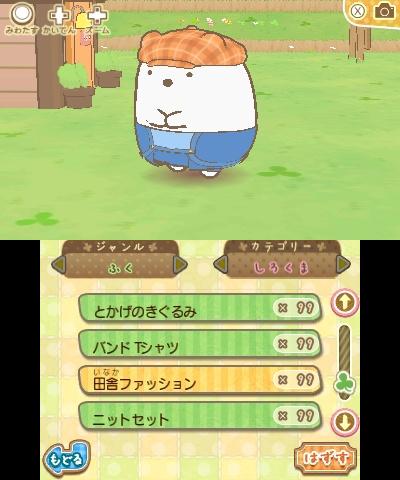 みわたす かいてん ズーム
X
ジャンル
ふく
カテゴリー
しろくま
とかげのきぐるみ × 99
バンドTシャツ × 99
いなか
田舎ファッション × 99
ニットセット × 99
もどる
はずす